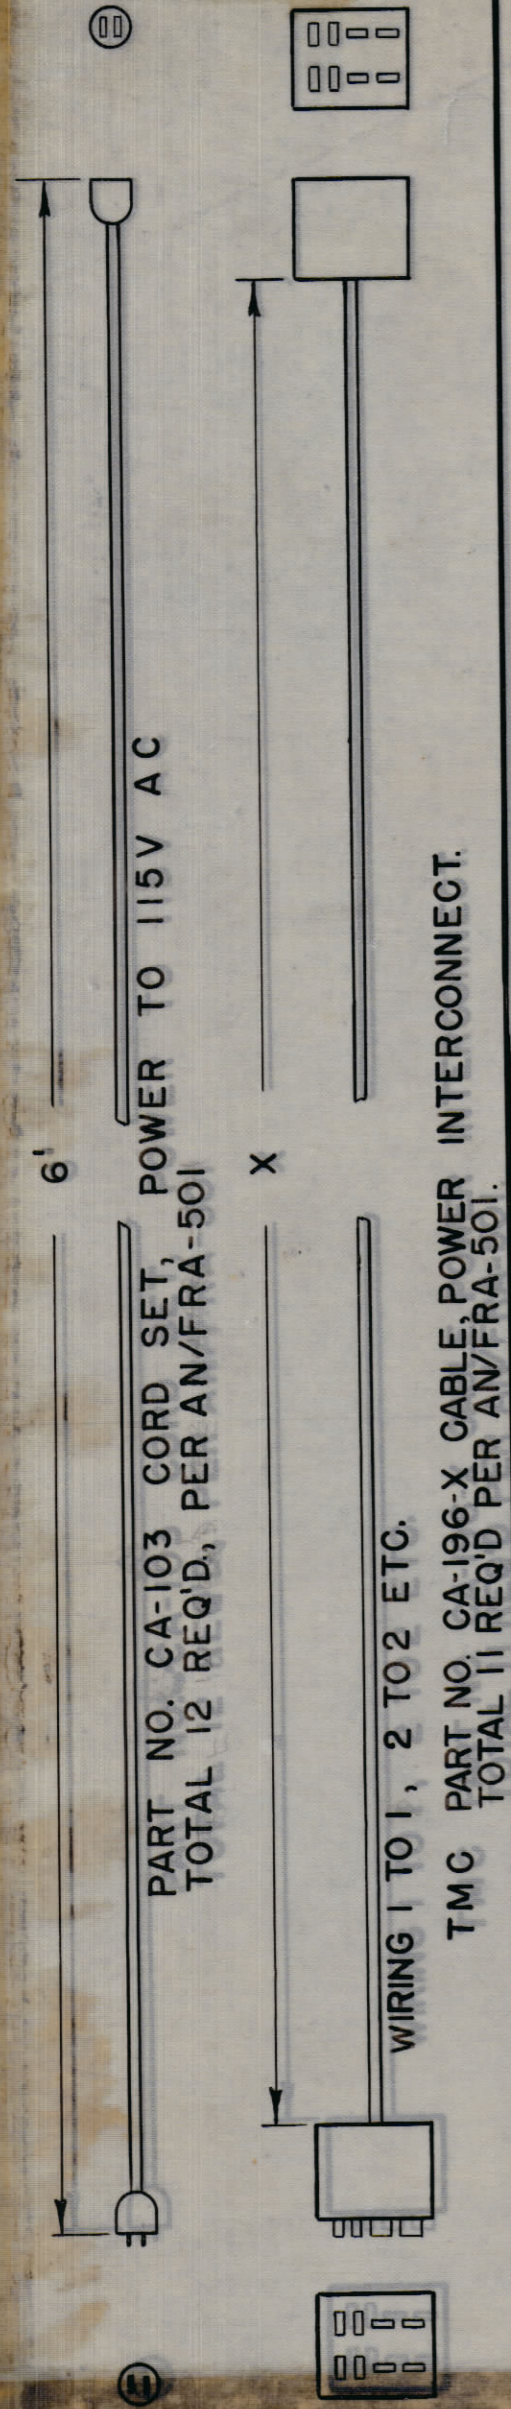 6'
PART NO. CA-103 CORD SET, POWER TO 115V AC
TOTAL 12 REQ'D., PER AN/FRA-501
X
WIRING 1 TO 1, 2 TO 2 ETC.
TMC PART NO. CA-196-X CABLE, POWER INTERCONNECT.
TOTAL 11 REQ'D PER AN/FRA-501.